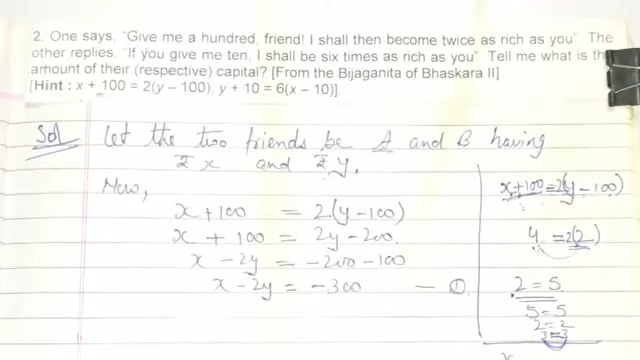 2. One says, "Give me a hundred, friend! I shall then become twice as rich as you" The
other replies, "If you give me ten, I shall be six times as rich as you". Tell me what is the
amount of their (respective) capital? [From the Bijaganita of Bhaskara II]
[Hint : x + 100 = 2(y – 100), y + 10 = 6(x – 10)].
Sol Let the two friends be A and B having
₹ x and ₹ y.
Now,
x + 100 = 2(y – 100)
x + 100 = 2y – 200
x – 2y = – 200 – 100
x – 2y = – 300 — ①
x + 100 = 2(y – 100)
4 = 2(2)
2 = 5
5 = 5
2 = 2
3 = 3
x